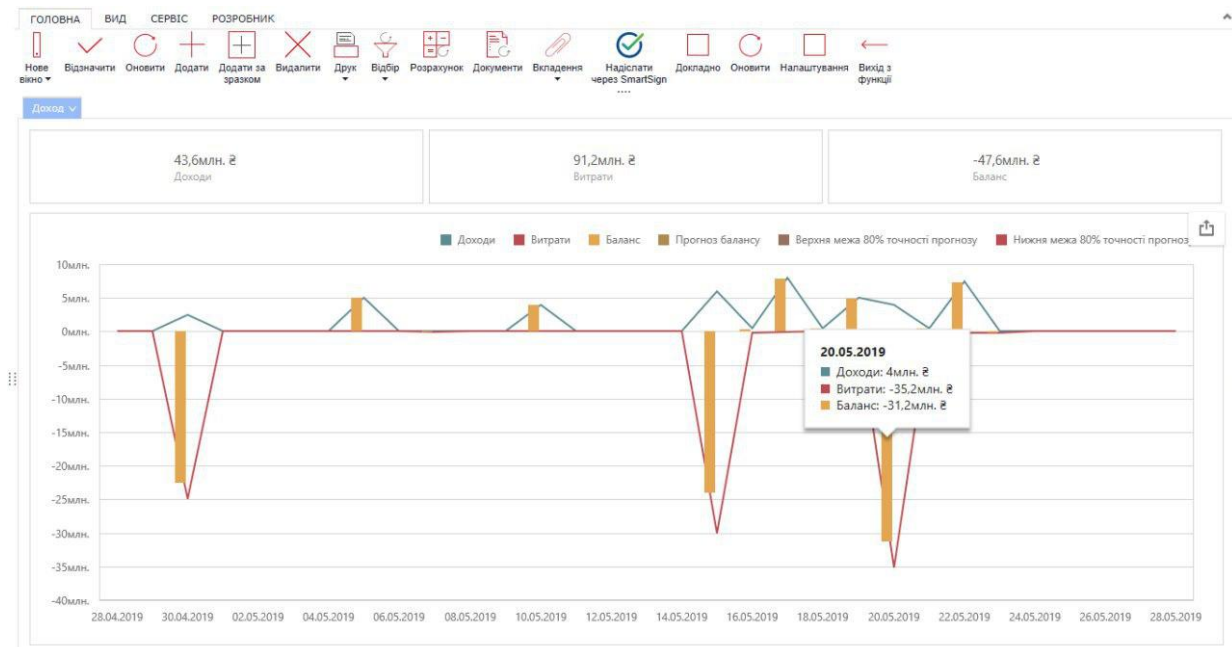 ГОЛОВНА ВИД СЕРВІС РОЗРОБНИК
Нове вікно
Відзначити
Оновити
Додати
Додати за зразком
Видалити
Друк
Відбір
Розрахунок
Документи
Вкладення
Надіслати через SmartSign
Докладно
Оновити
Налаштування
Вихід з функції
Доход
43,6млн. ₴
Доходи
91,2млн. ₴
Витрати
-47,6млн. ₴
Баланс
Доходи Витрати Баланс Прогноз балансу Верхня межа 80% точності прогнозу Нижня межа 80% точності прогноз
10млн.
5млн.
0млн.
-5млн.
-10млн.
-15млн.
-20млн.
-25млн.
-30млн.
-35млн.
-40млн.
20.05.2019
Доходи: 4млн. ₴
Витрати: -35,2млн. ₴
Баланс: -31,2млн. ₴
28.04.2019 30.04.2019 02.05.2019 04.05.2019 06.05.2019 08.05.2019 10.05.2019 12.05.2019 14.05.2019 16.05.2019 18.05.2019 20.05.2019 22.05.2019 24.05.2019 26.05.2019 28.05.2019